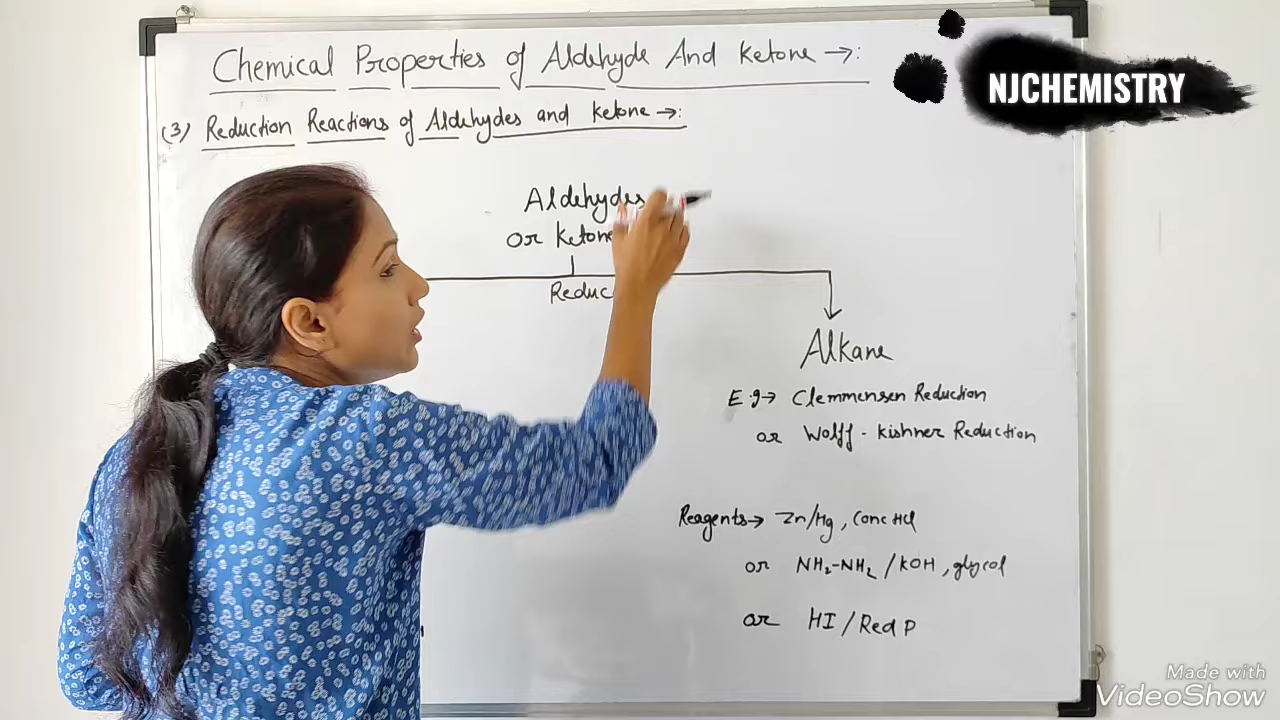 Chemical Properties of Aldehyde And Ketone →:
NJCHEMISTRY
(3) Reduction Reactions of Aldehydes and Ketone →:
Aldehydes
Or Ketone
Reduc
Alkane
E.g→ Clemmensen Reduction
or Wolff - Kishner Reduction
Reagents→ Zn/Hg, Conc HCl
or NH₂-NH₂ / KOH, glycol
or HI / Red P
Made with
VideoShow